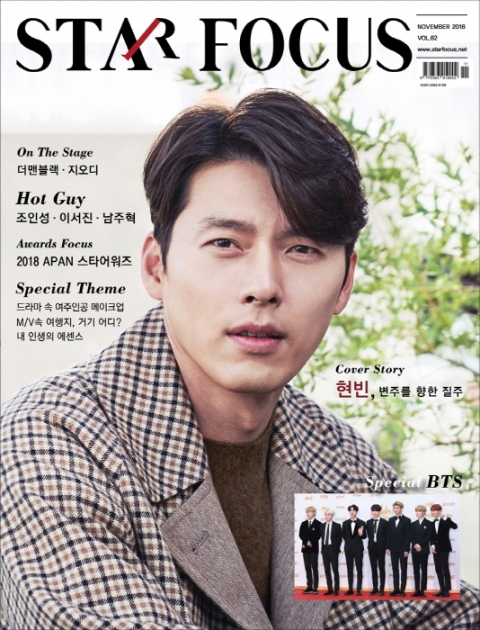 STAR FOCUS
NOVEMBER 2018
VOL.62
www.starfocus.net
On The Stage
더맨블랙 · 지오디
Hot Guy
조인성 · 이서진 · 남주혁
Awards Focus
2018 APAN 스타어워즈
Special Theme
드라마 속 여주인공 메이크업
M/V속 여행지, 거기 어디?
내 인생의 에센스
Cover Story
현빈, 변주를 향한 질주
Special BTS